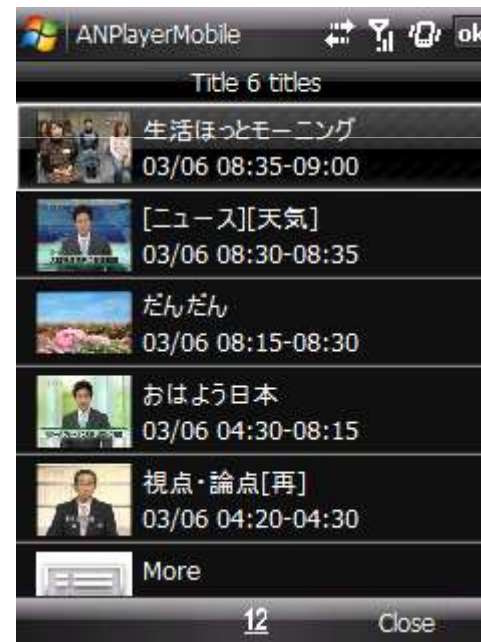 ANPlayerMobile
ok
Title 6 titles
生活ほっとモーニング
03/06 08:35-09:00
[ニュース][天気]
03/06 08:30-08:35
だんだん
03/06 08:15-08:30
おはよう日本
03/06 04:30-08:15
視点・論点[再]
03/06 04:20-04:30
More
12
Close